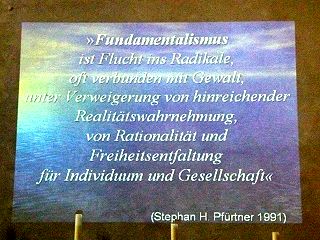 »Fundamentalismus
ist Flucht ins Radikale,
oft verbunden mit Gewalt,
unter Verweigerung von hinreichender
Realitätswahrnehmung,
von Rationalität und
Freiheitsentfaltung
für Individuum und Gesellschaft«
(Stephan H. Pfürtner 1991)